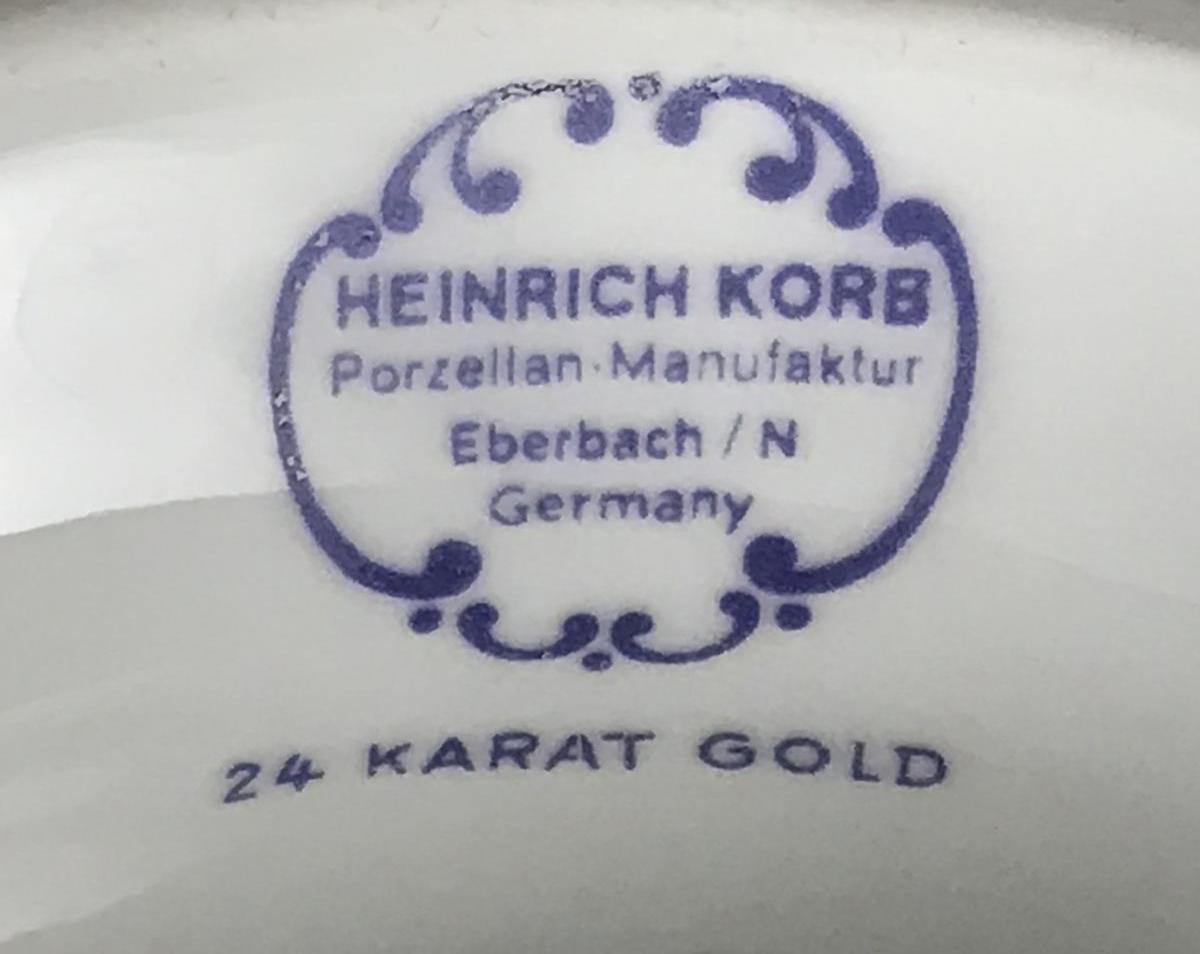 HEINRICH KORB
Porzellan-Manufaktur
Eberbach / N
Germany
24 KARAT GOLD